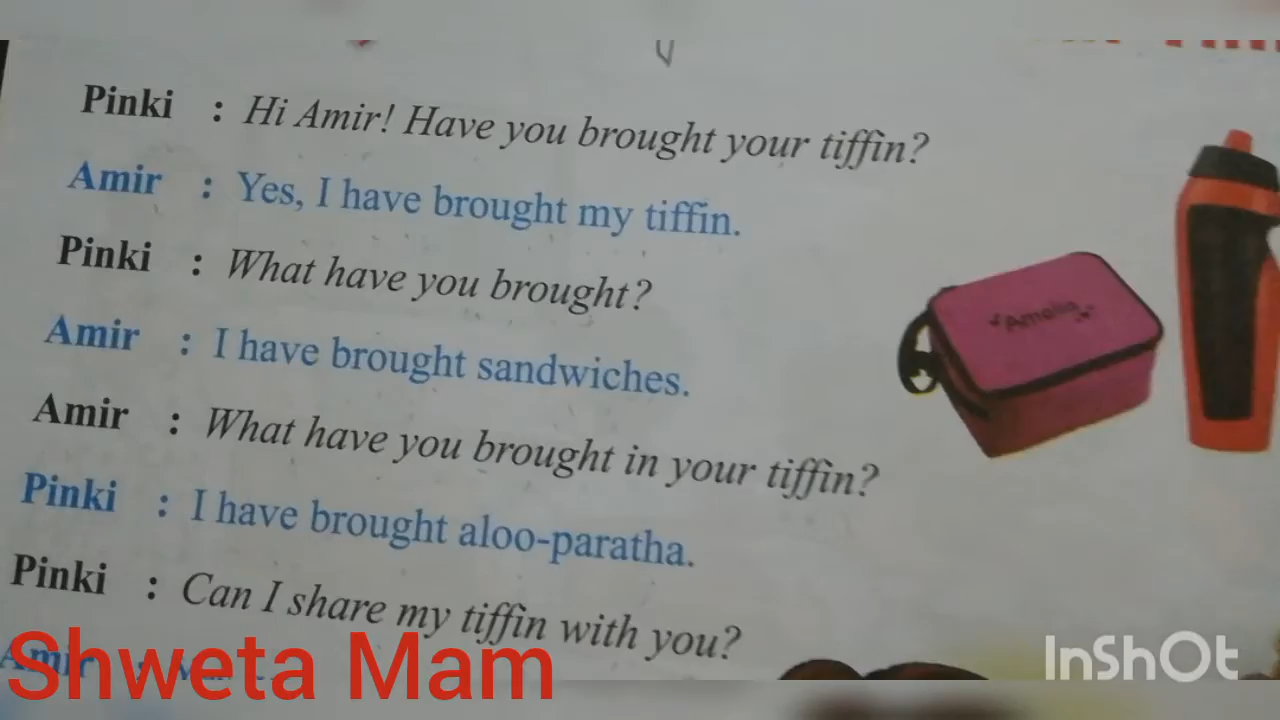 Pinki : Hi Amir! Have you brought your tiffin?
Amir : Yes, I have brought my tiffin.
Pinki : What have you brought?
Amir : I have brought sandwiches.
Amir : What have you brought in your tiffin?
Pinki : I have brought aloo-paratha.
Pinki : Can I share my tiffin with you?
Amir :
Amelia
Shweta Mam
InShOt